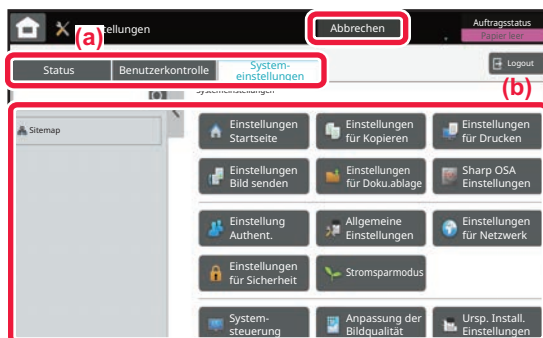 tellungen
Abbrechen
Auftragsstatus
Papier leer
(a)
Status
Benutzerkontrolle
System-
einstellungen
Logout
(b)
Systemeinstellungen
Sitemap
Einstellungen
Startseite
Einstellungen
für Kopieren
Einstellungen
für Drucken
Einstellungen
Bild senden
Einstellungen
für Doku.ablage
Sharp OSA
Einstellungen
Einstellung
Authent.
Allgemeine
Einstellungen
Einstellungen
für Netzwerk
Einstellungen
für Sicherheit
Stromsparmodus
System-
steuerung
Anpassung der
Bildqualität
Ursp. Install.
Einstellungen